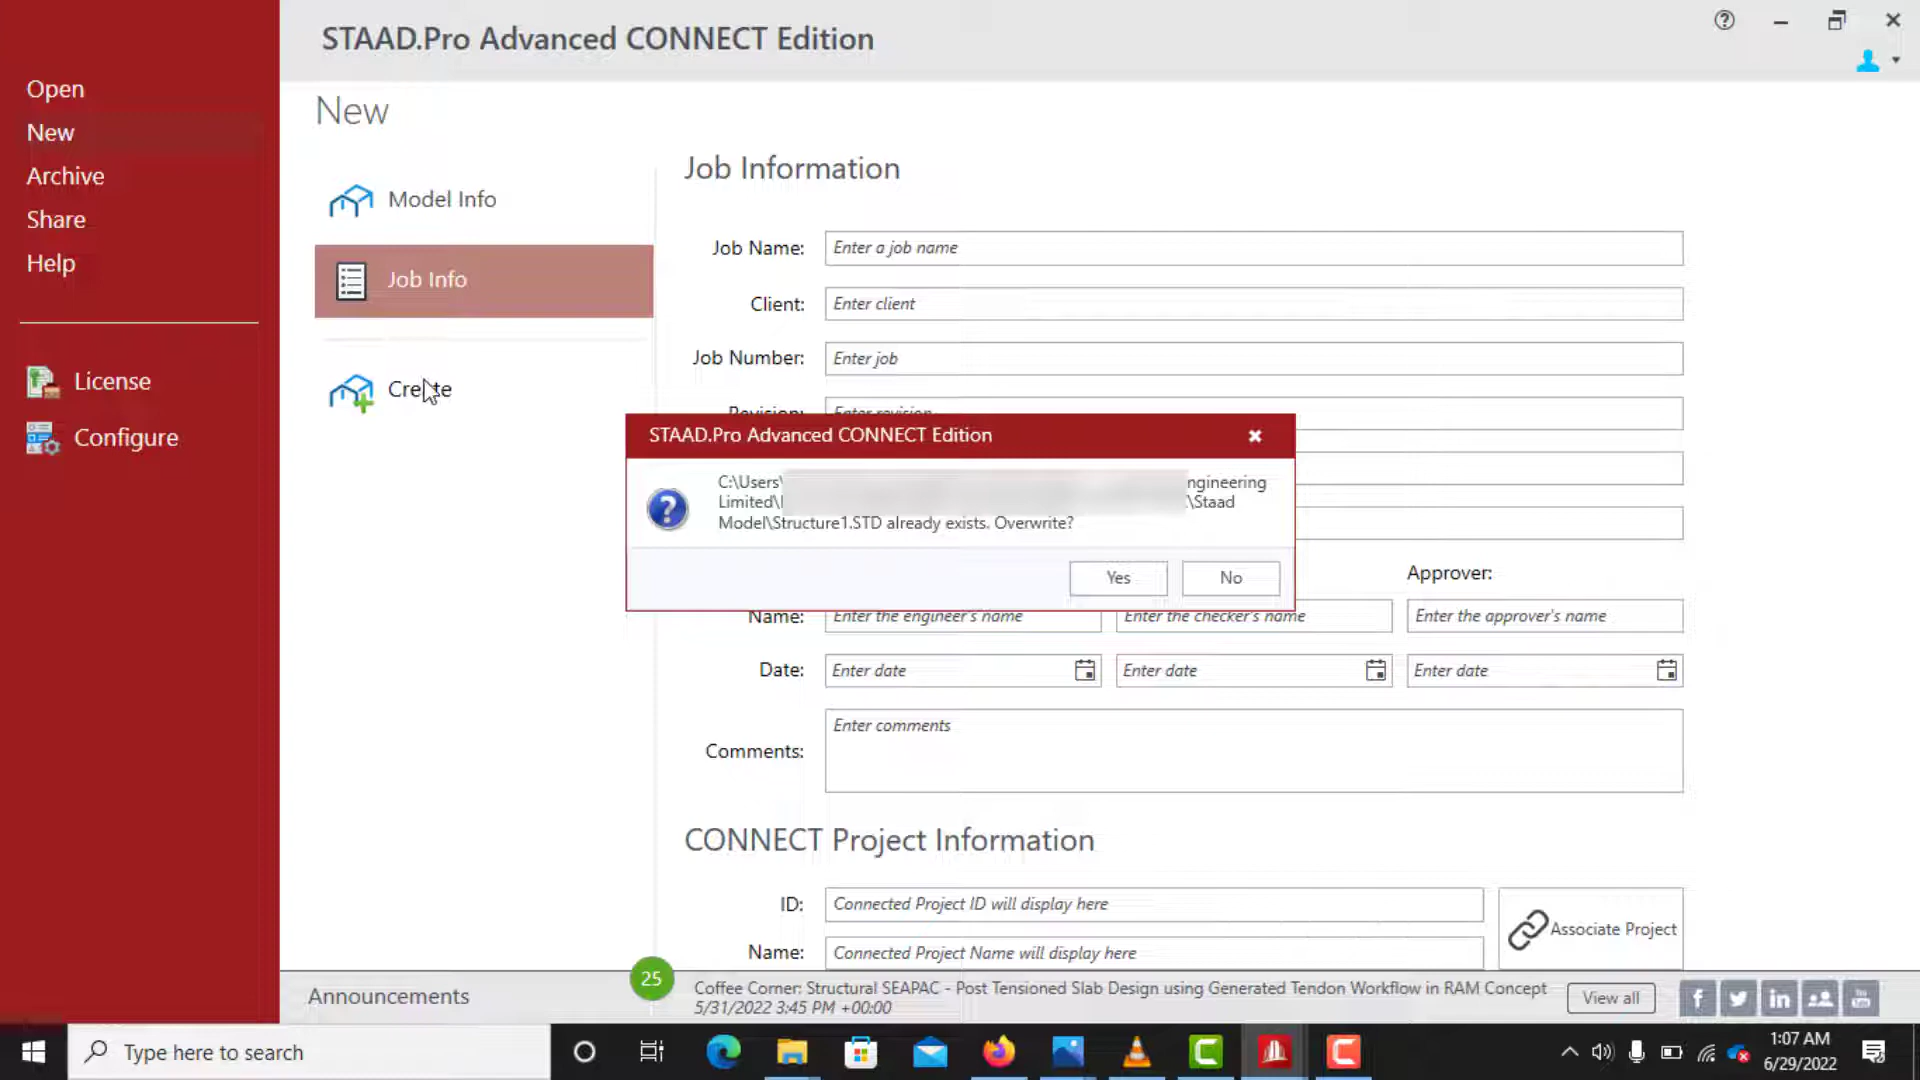 STAAD.Pro Advanced CONNECT Edition
Open
New
Archive
Share
Help
License
Configure
New
Model Info
Job Info
Create
Job Information
Job Name: Enter a job name
Client: Enter client
Job Number: Enter job
Revision: Enter revision
STAAD.Pro Advanced CONNECT Edition
C:\Users\ ngineering
Limited\ \Staad
Model\Structure1.STD already exists. Overwrite?
Yes No
Approver:
Name: Enter the engineer's name Enter the checker's name Enter the approver's name
Date: Enter date Enter date Enter date
Comments: Enter comments
CONNECT Project Information
ID: Connected Project ID will display here
Name: Connected Project Name will display here
Associate Project
Announcements
25
Coffee Corner: Structural SEAPAC - Post Tensioned Slab Design using Generated Tendon Workflow in RAM Concept
5/31/2022 3:45 PM +00:00
View all
Type here to search
1:07 AM
6/29/2022